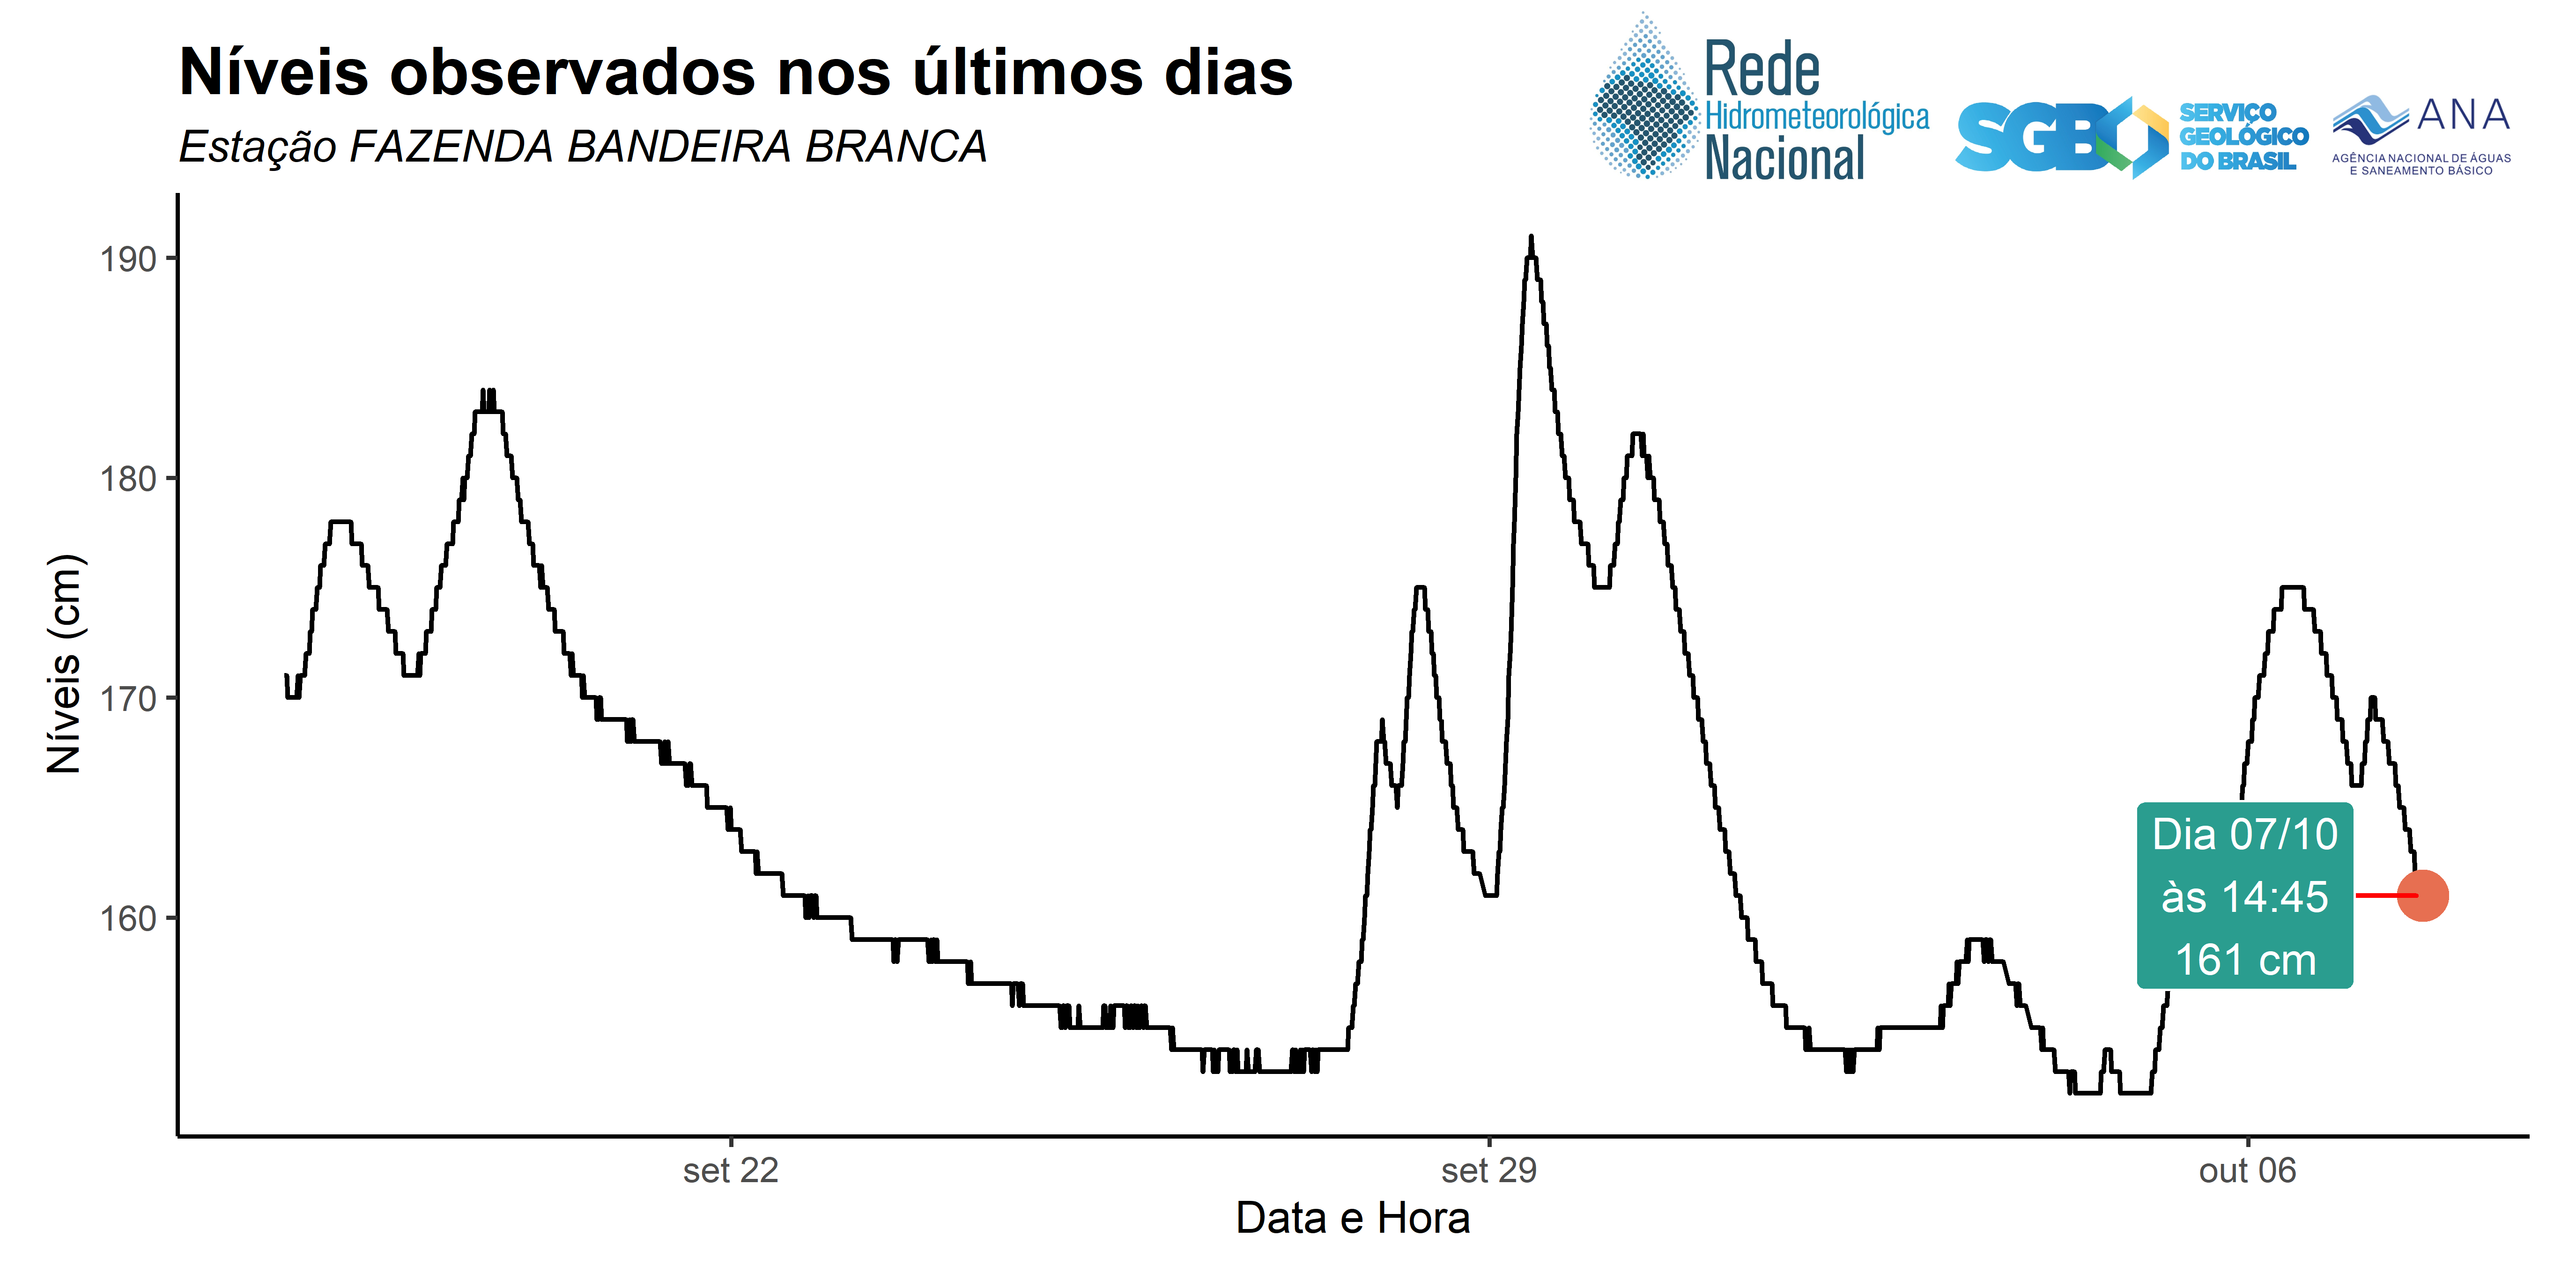 Níveis observados nos últimos dias
Estação FAZENDA BANDEIRA BRANCA
Rede
Hidrometeorológica
Nacional
SGB
SERVIÇO
GEOLÓGICO
DO BRASIL
ANA
AGÊNCIA NACIONAL DE ÁGUAS
E SANEAMENTO BÁSICO
Níveis (cm)
190
180
170
160
Dia 07/10
às 14:45
161 cm
set 22
set 29
out 06
Data e Hora